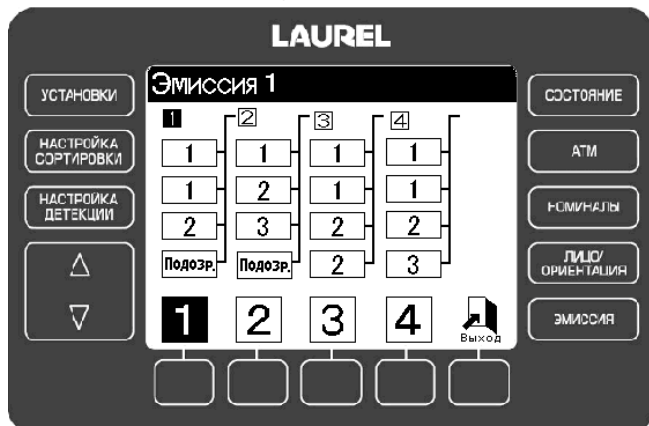 LAUREL
УСТАНОВКИ
НАСТРОЙКА
СОРТИРОВКИ
НАСТРОЙКА
ДЕТЕКЦИИ
Эмиссия 1
1 2 3 4
1 1 1 1
1 2 1 1
2 3 2 2
Подозр. Подозр. 2 3
1 2 3 4
Выход
СОСТОЯНИЕ
АТМ
НОМИНАЛЫ
ЛИЦО/
ОРИЕНТАЦИЯ
ЭМИССИЯ